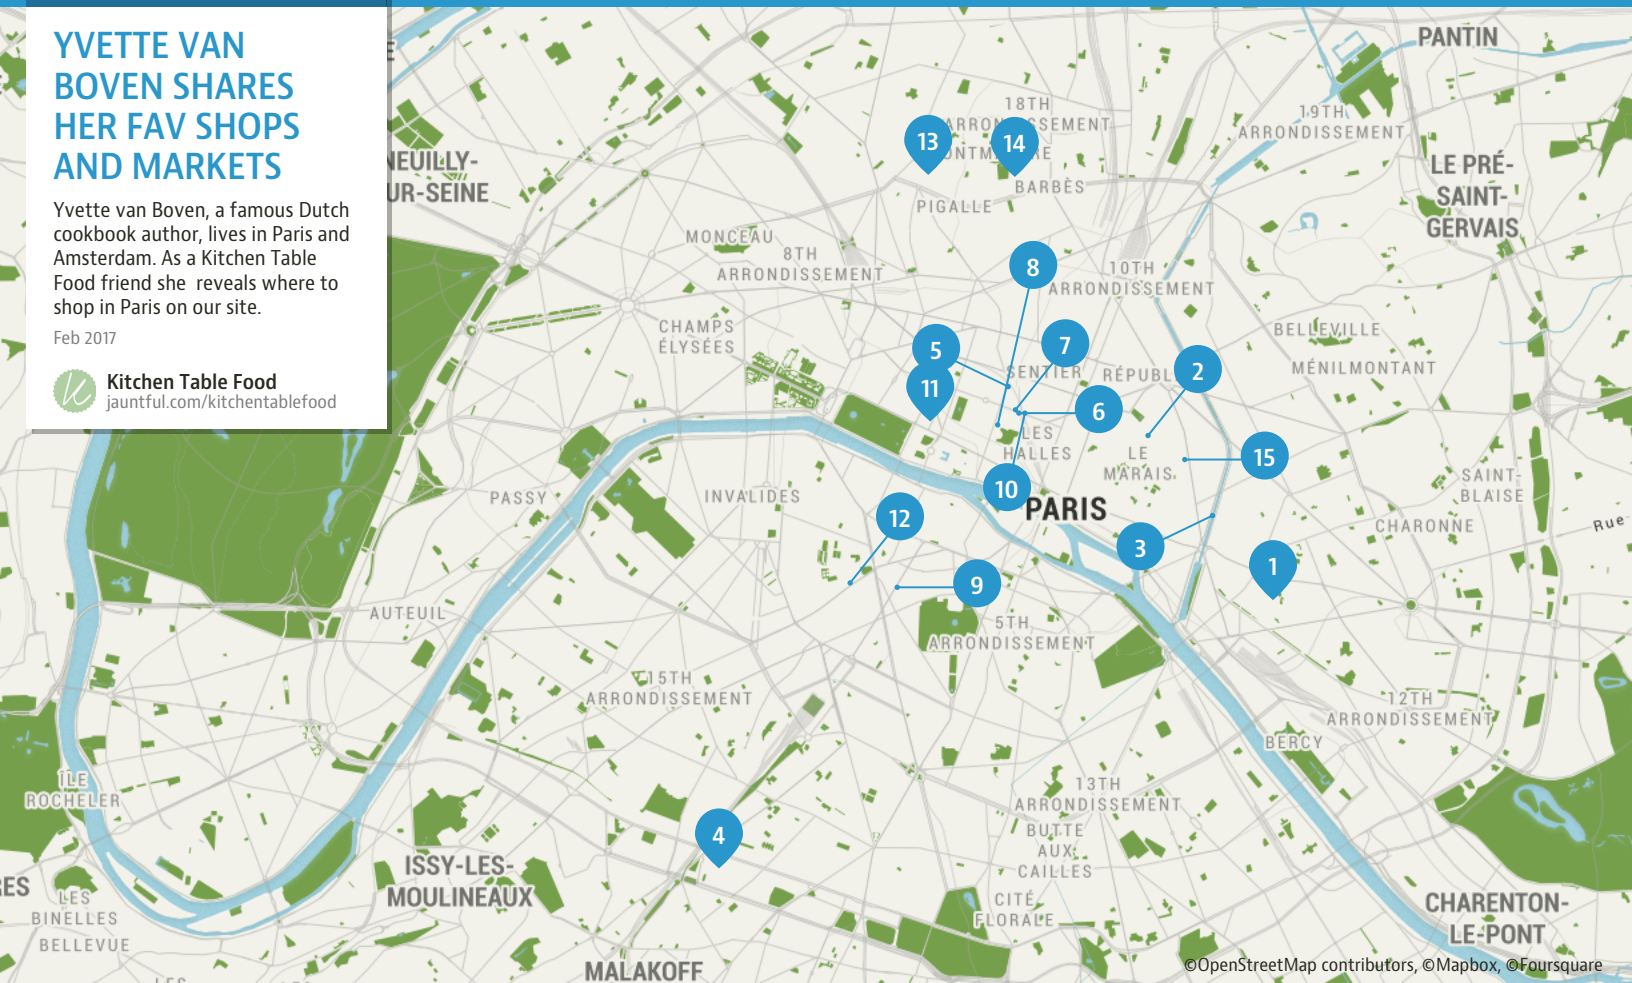 YVETTE VAN
BOVEN SHARES
HER FAV SHOPS
AND MARKETS
Yvette van Boven, a famous Dutch
cookbook author, lives in Paris and
Amsterdam. As a Kitchen Table
Food friend she reveals where to
shop in Paris on our site.
Feb 2017
k
Kitchen Table Food
jauntful.com/kitchentablefood
PANTIN
18TH
ARRONDISSEMENT
19TH
ARRONDISSEMENT
13
14
NEUILLY-
UR-SEINE
LE PRÉ-
SAINT-
GERVAIS
BARBÈS
PIGALLE
MONCEAU
8TH
ARRONDISSEMENT
8
10TH
ARRONDISSEMENT
CHAMPS
ÉLYSÉES
BELLEVILLE
MÉNILMONTANT
5
7
SENTIER
RÉPUBL
2
11
6
LES
HALLES
LE
MARAIS
15
SAINT-
BLAISE
PASSY
INVALIDES
10
PARIS
12
CHARONNE
Rue
3
1
9
AUTEUIL
5TH
ARRONDISSEMENT
15TH
ARRONDISSEMENT
12TH
ARRONDISSEMENT
BERCY
ÎLE
ROCHELER
13TH
ARRONDISSEMENT
BUTTE
AUX
CAILLES
4
ISSY-LES-
MOULINEAUX
RES
LES
BINELLES
BELLEVUE
CITÉ
FLORALE
CHARENTON-
LE-PONT
MALAKOFF
©OpenStreetMap contributors, ©Mapbox, ©Foursquare